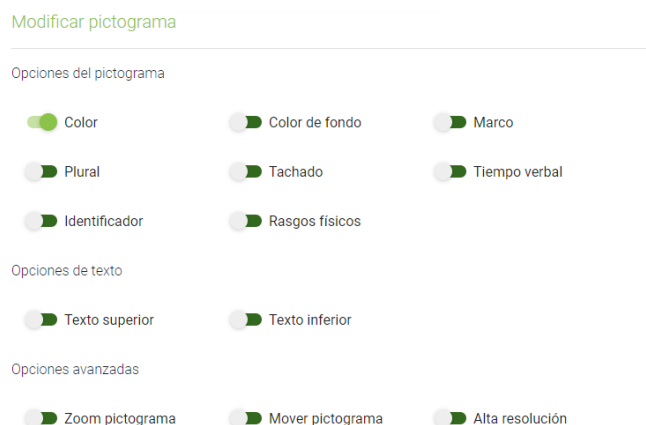 Modificar pictograma
Opciones del pictograma
Color Color de fondo Marco
Plural Tachado Tiempo verbal
Identificador Rasgos físicos
Opciones de texto
Texto superior Texto inferior
Opciones avanzadas
Zoom pictograma Mover pictograma Alta resolución